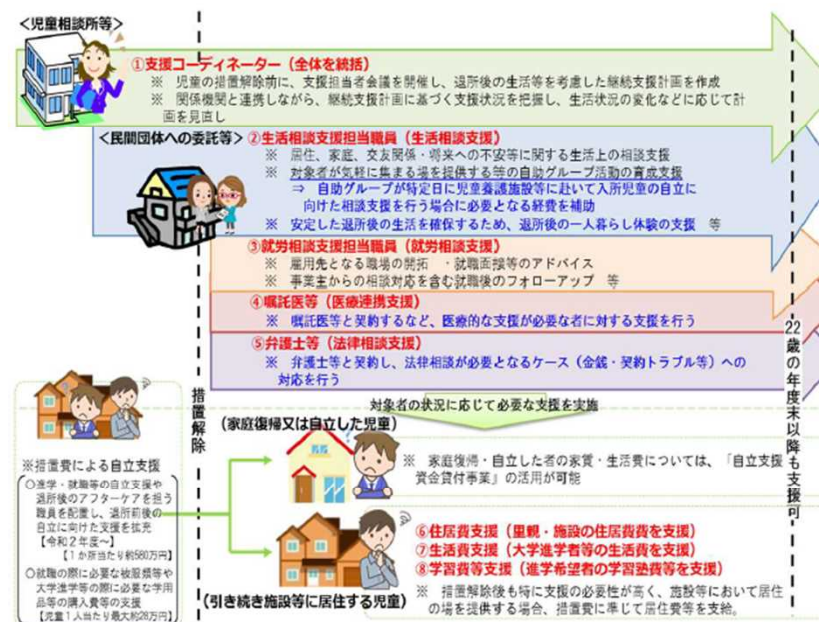 ＜児童相談所等＞
①支援コーディネーター（全体を統括）
※　児童の措置解除前に、支援担当者会議を開催し、退所後の生活等を考慮した継続支援計画を作成
※　関係機関と連携しながら、継続支援計画に基づく支援状況を把握し、生活状況の変化などに応じて計
画を見直し
＜民間団体への委託等＞
②生活相談支援担当職員（生活相談支援）
※　居住、家庭、交友関係・将来への不安等に関する生活上の相談支援
※　対象者が気軽に集まる場を提供する等の自助グループ活動の育成支援
⇒　自助グループが特定日に児童養護施設等に赴いて入所児童の自立に
向けた相談支援を行う場合に必要となる経費を補助
※　安定した退所後の生活を確保するため、退所後の一人暮らし体験の支援　等
③就労相談支援担当職員（就労相談支援）
※　雇用先となる職場の開拓　・就職面接等のアドバイス
※　事業主からの相談対応を含む就職後のフォローアップ　等
④嘱託医等（医療連携支援）
※　嘱託医等と契約するなど、医療的な支援が必要な者に対する支援を行う
⑤弁護士等（法律相談支援）
※　弁護士等と契約し、法律相談が必要となるケース（金銭・契約トラブル等）への
対応を行う
22歳の年度末以降も支援可
措置解除
対象者の状況に応じて必要な支援を実施
※措置費による自立支援
○進学・就職等の自立支援や
退所後のアフターケアを担う
職員を配置し、退所前後の
自立に向けた支援を拡充
【令和２年度～】
【１か所当たり約580万円】
○就職の際に必要な被服類等や
大学進学等の際に必要な学用
品等の購入費等の支援
【児童１人当たり最大約28万円】
（家庭復帰又は自立した児童）
※　家庭復帰・自立した者の家賃・生活費については、「自立支援
資金貸付事業』の活用が可能
（引き続き施設等に居住する児童）
⑥住居費支援（里親・施設の住居費費を支援）
⑦生活費支援（大学進学者等の生活費を支援）
⑧学習費等支援（進学希望者の学習塾費等を支援）
※　措置解除後も特に支援の必要性が高く、施設等において居住
の場を提供する場合、措置費に準じて居住費等を支給。